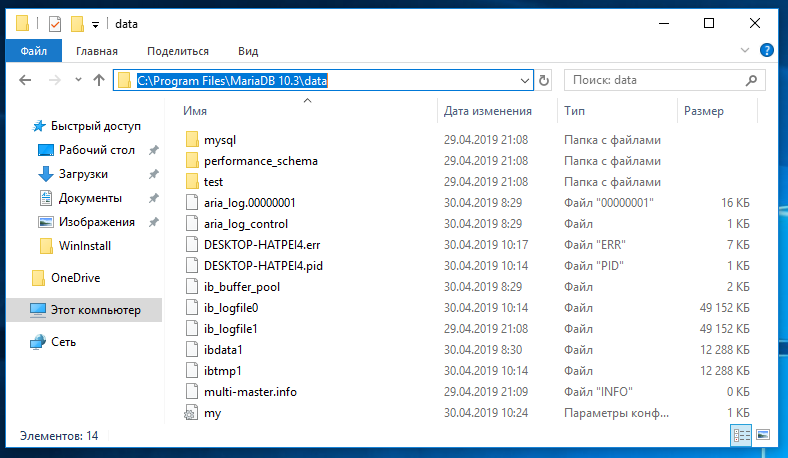 data
Файл Главная Поделиться Вид
C:\Program Files\MariaDB 10.3\data Поиск: data
Имя Дата изменения Тип Размер
Быстрый доступ
Рабочий стол
Загрузки
Документы
Изображения
WinInstall
OneDrive
Этот компьютер
Сеть
mysql 29.04.2019 21:08 Папка с файлами
performance_schema 29.04.2019 21:08 Папка с файлами
test 29.04.2019 21:08 Папка с файлами
aria_log.00000001 30.04.2019 8:29 Файл "00000001" 16 КБ
aria_log_control 30.04.2019 8:29 Файл 1 КБ
DESKTOP-HATPEI4.err 30.04.2019 10:17 Файл "ERR" 7 КБ
DESKTOP-HATPEI4.pid 30.04.2019 10:14 Файл "PID" 1 КБ
ib_buffer_pool 30.04.2019 8:29 Файл 2 КБ
ib_logfile0 30.04.2019 10:14 Файл 49 152 КБ
ib_logfile1 29.04.2019 21:08 Файл 49 152 КБ
ibdata1 30.04.2019 8:30 Файл 12 288 КБ
ibtmp1 30.04.2019 10:14 Файл 12 288 КБ
multi-master.info 29.04.2019 21:09 Файл "INFO" 0 КБ
my 30.04.2019 10:24 Параметры конф... 1 КБ
Элементов: 14